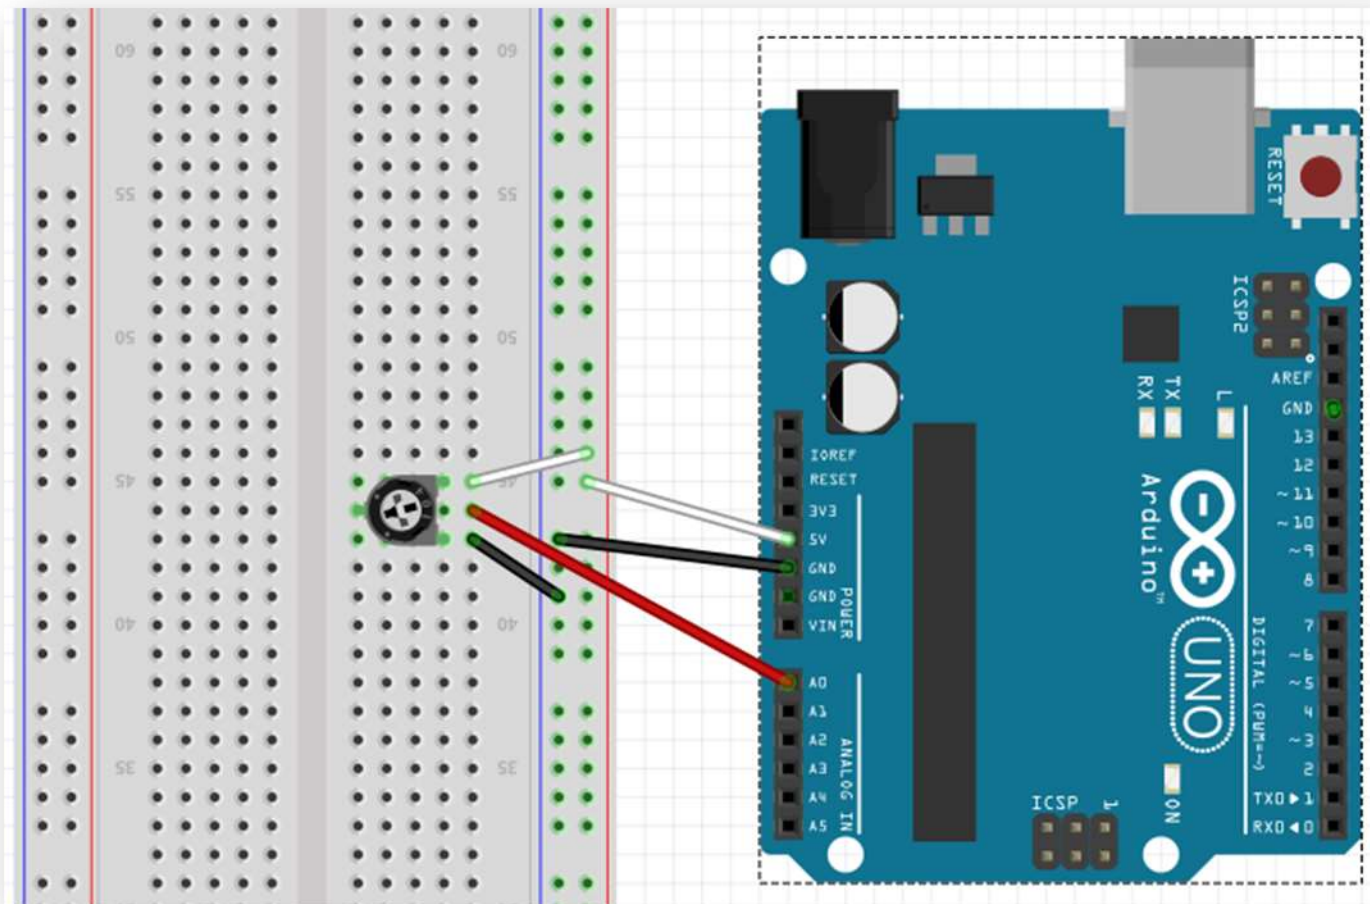 60
60
55
55
50
50
45
45
40
40
35
35
RESET
ICSP2
AREF
GND
13
12
~11
~10
~9
8
7
~6
~5
4
~3
2
TX0▶1
RX0◀0
DIGITAL (PWM=~)
RX
TX
L
IOREF
RESET
3V3
5V
GND
GND
VIN
POWER
A0
A1
A2
A3
A4
A5
ANALOG IN
Arduino™
UNO
ICSP
1
ON